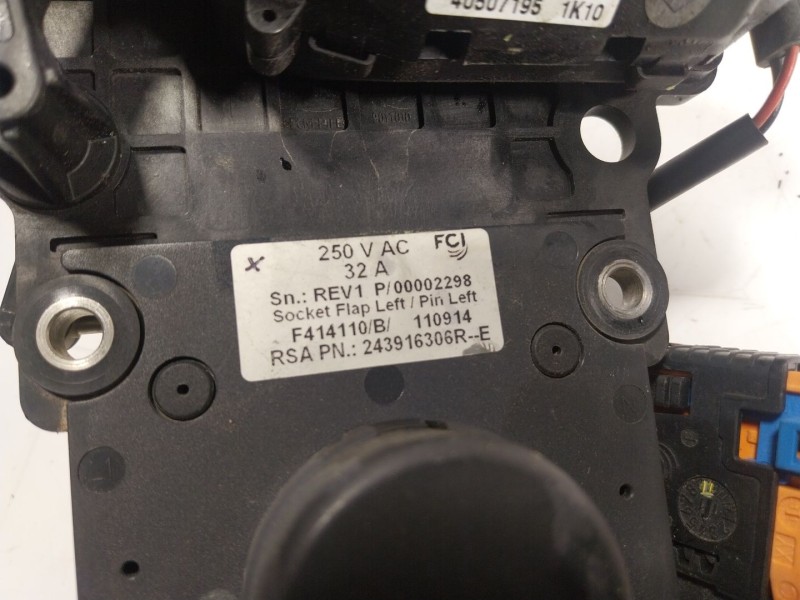 40507195 1K10
250 V AC FCI
32 A
Sn.: REV1 P/00002298
Socket Flap Left / Pin Left
F414110/B/ 110914
RSA PN.: 243916306R--E